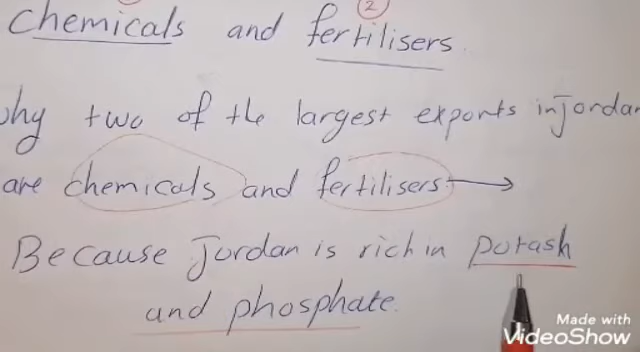 2
chemicals and fertilisers.
why two of the largest exports in jordan
are chemicals and fertilisers
Because Jordan is rich in potash
and phosphate.
Made with
VideoShow